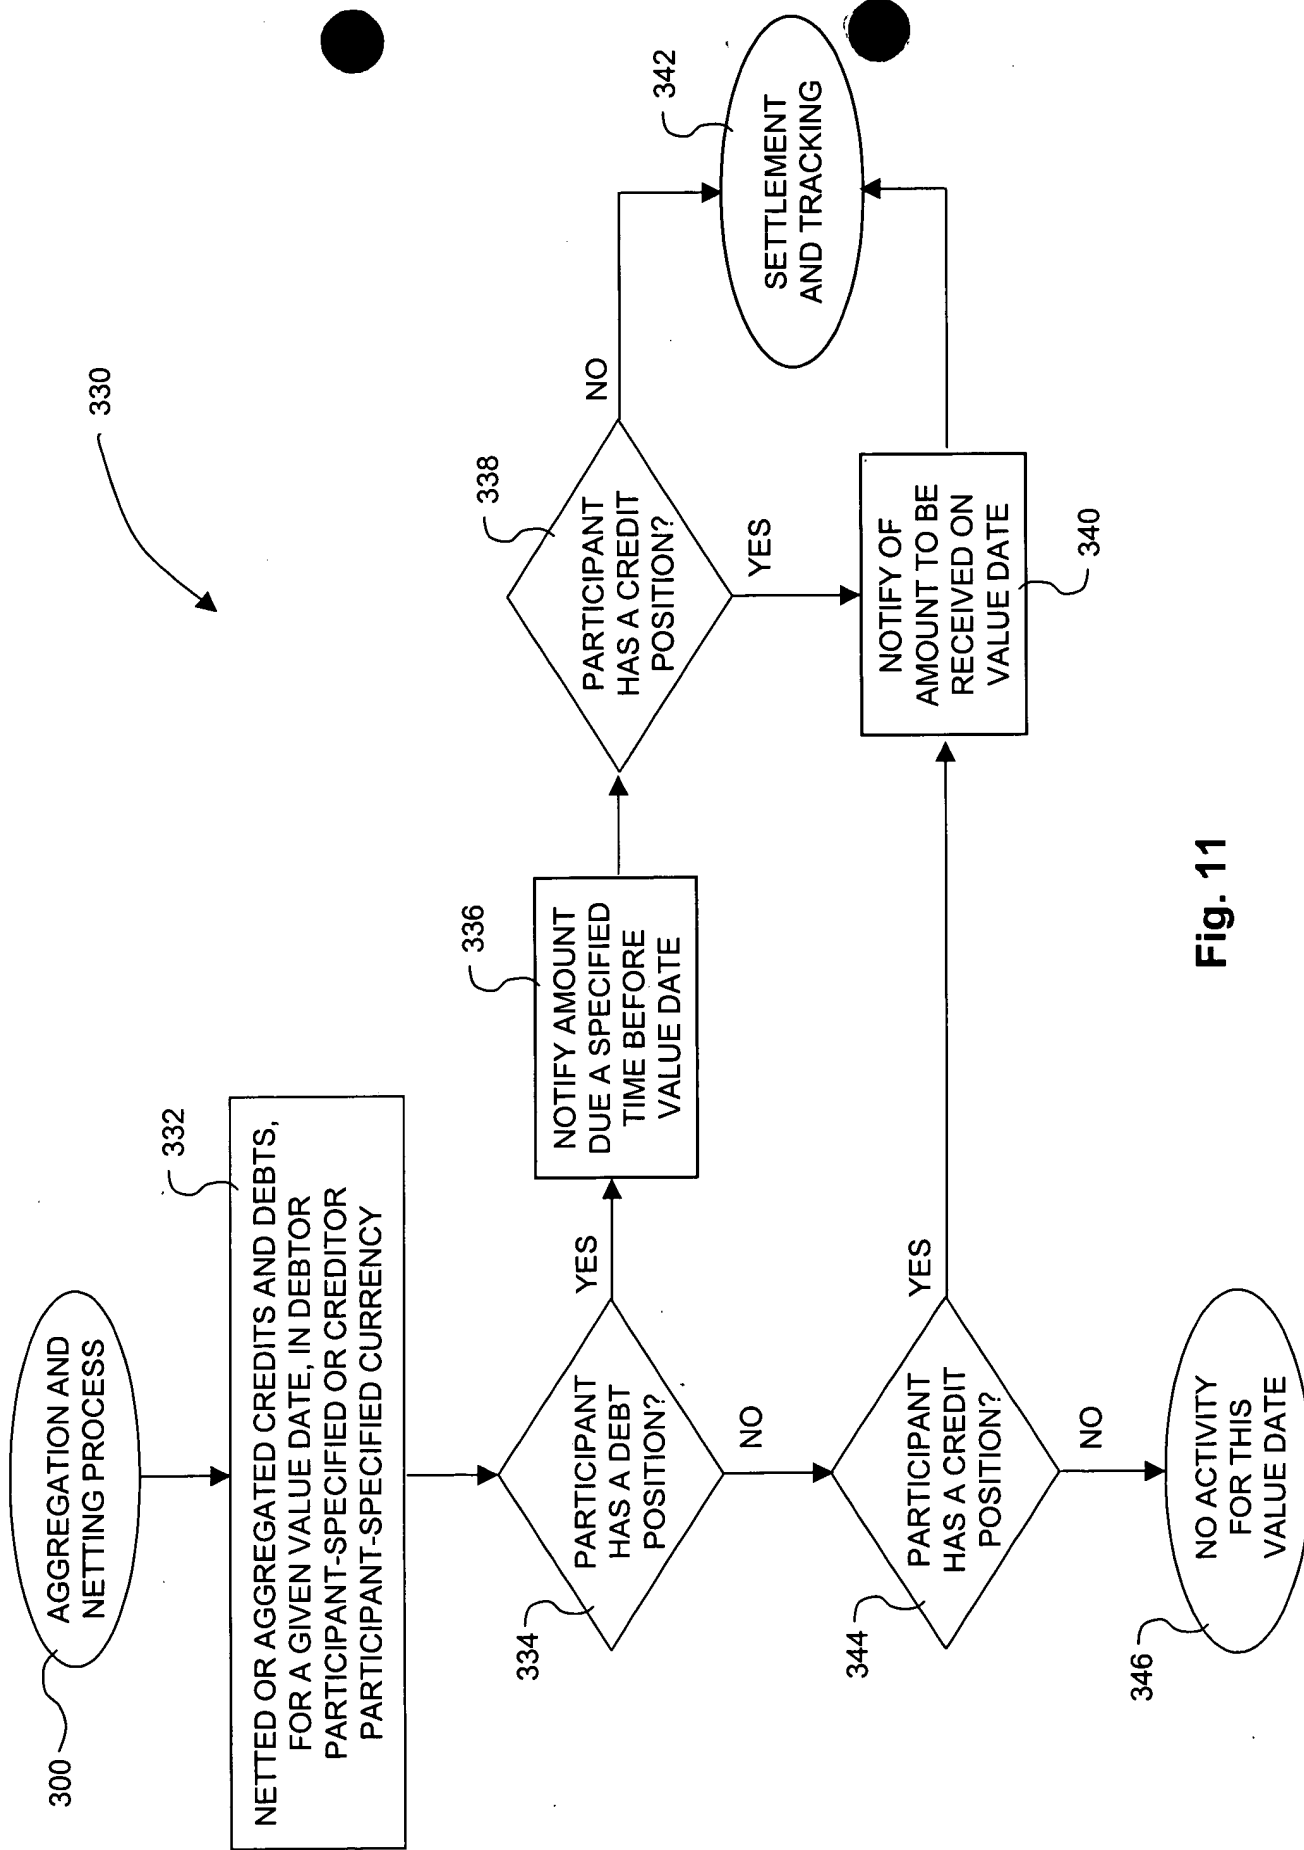 330
300
AGGREGATION AND
NETTING PROCESS
332
NETTED OR AGGREGATED CREDITS AND DEBTS,
FOR A GIVEN VALUE DATE, IN DEBTOR
PARTICIPANT-SPECIFIED OR CREDITOR
PARTICIPANT-SPECIFIED CURRENCY
334
PARTICIPANT
HAS A DEBT
POSITION?
YES
NO
336
NOTIFY AMOUNT
DUE A SPECIFIED
TIME BEFORE
VALUE DATE
338
PARTICIPANT
HAS A CREDIT
POSITION?
NO
YES
342
SETTLEMENT
AND TRACKING
344
PARTICIPANT
HAS A CREDIT
POSITION?
YES
NO
NOTIFY OF
AMOUNT TO BE
RECEIVED ON
VALUE DATE
340
346
NO ACTIVITY
FOR THIS
VALUE DATE
Fig. 11